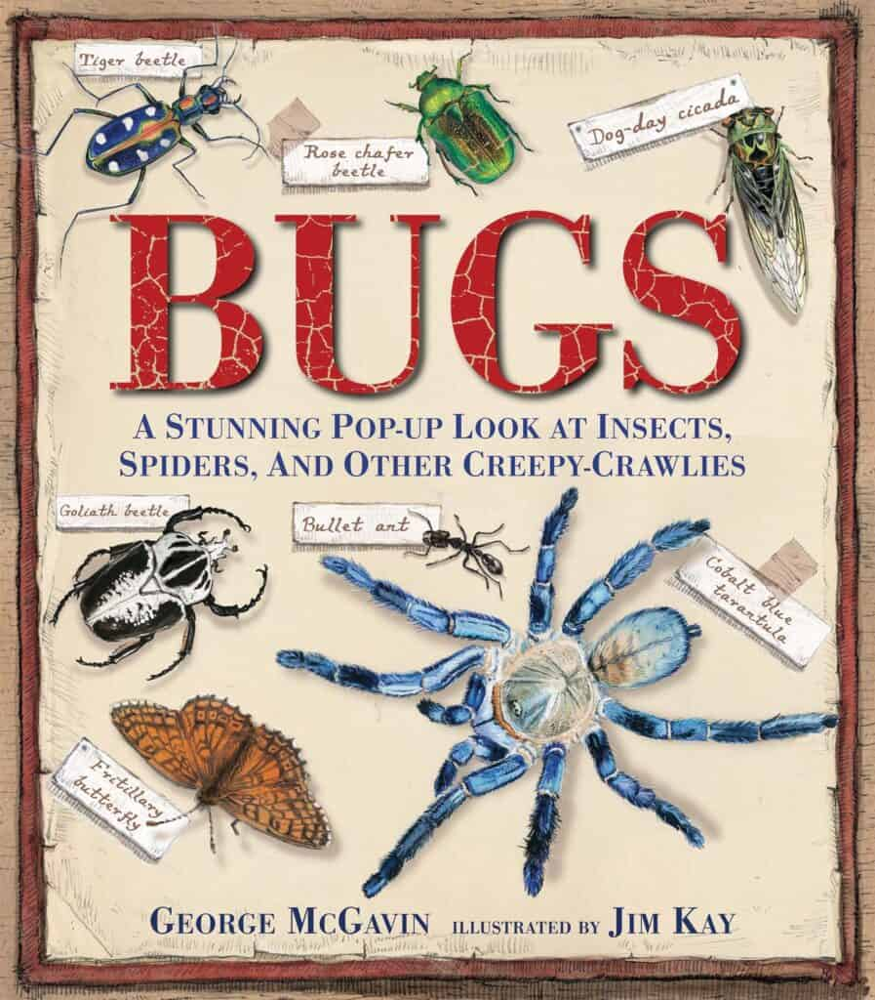 Tiger beetle
Rose chafer
beetle
Dog-day cicada
BUGS
A Stunning Pop-up Look at Insects,
Spiders, And Other Creepy-Crawlies
Goliath beetle
Bullet ant
Cobalt blue
tarantula
Fritillary
butterfly
George McGavin illustrated by Jim Kay